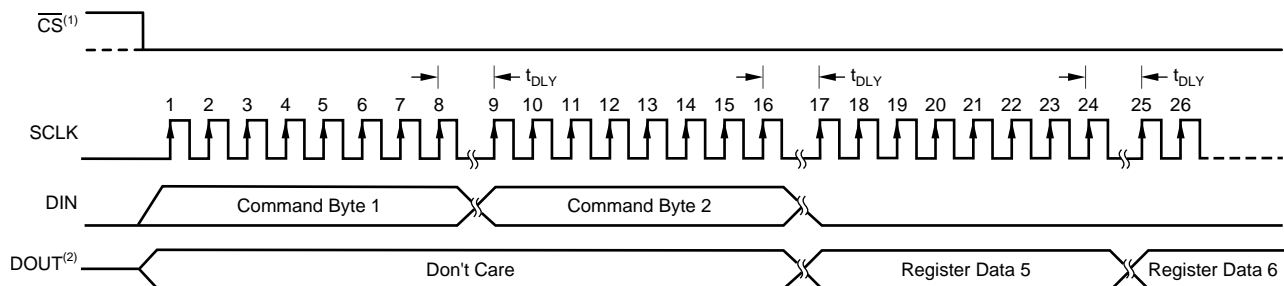 CS(1)
tDLY tDLY tDLY
1 2 3 4 5 6 7 8 9 10 11 12 13 14 15 16 17 18 19 20 21 22 23 24 25 26
SCLK
DIN Command Byte 1 Command Byte 2
DOUT(2) Don't Care Register Data 5 Register Data 6